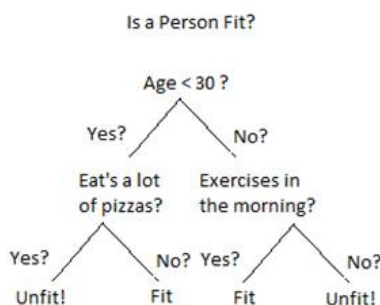 Is a Person Fit?
Age < 30 ?
Yes? No?
Eat's a lot Exercises in
of pizzas? the morning?
Yes? No? Yes? No?
Unfit! Fit Fit Unfit!